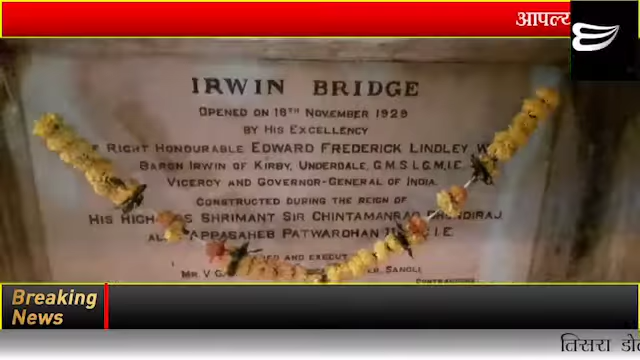 आपल्य
IRWIN BRIDGE
OPENED ON 18TH NOVEMBER 1929
BY HIS EXCELLENCY
RIGHT HONOURABLE EDWARD FREDERICK LINDLEY
BARON IRWIN OF KIRBY, UNDERDALE, G.M.S.I., G.M.I.E.
VICEROY AND GOVERNOR-GENERAL OF INDIA.
CONSTRUCTED DURING THE REIGN OF
HIS SHRIMANT SIR CHINTAMANRAO
APPASAHEB PATWARDHAN I.E.
AND
MR. SANGLI
Breaking
News
तिसरा